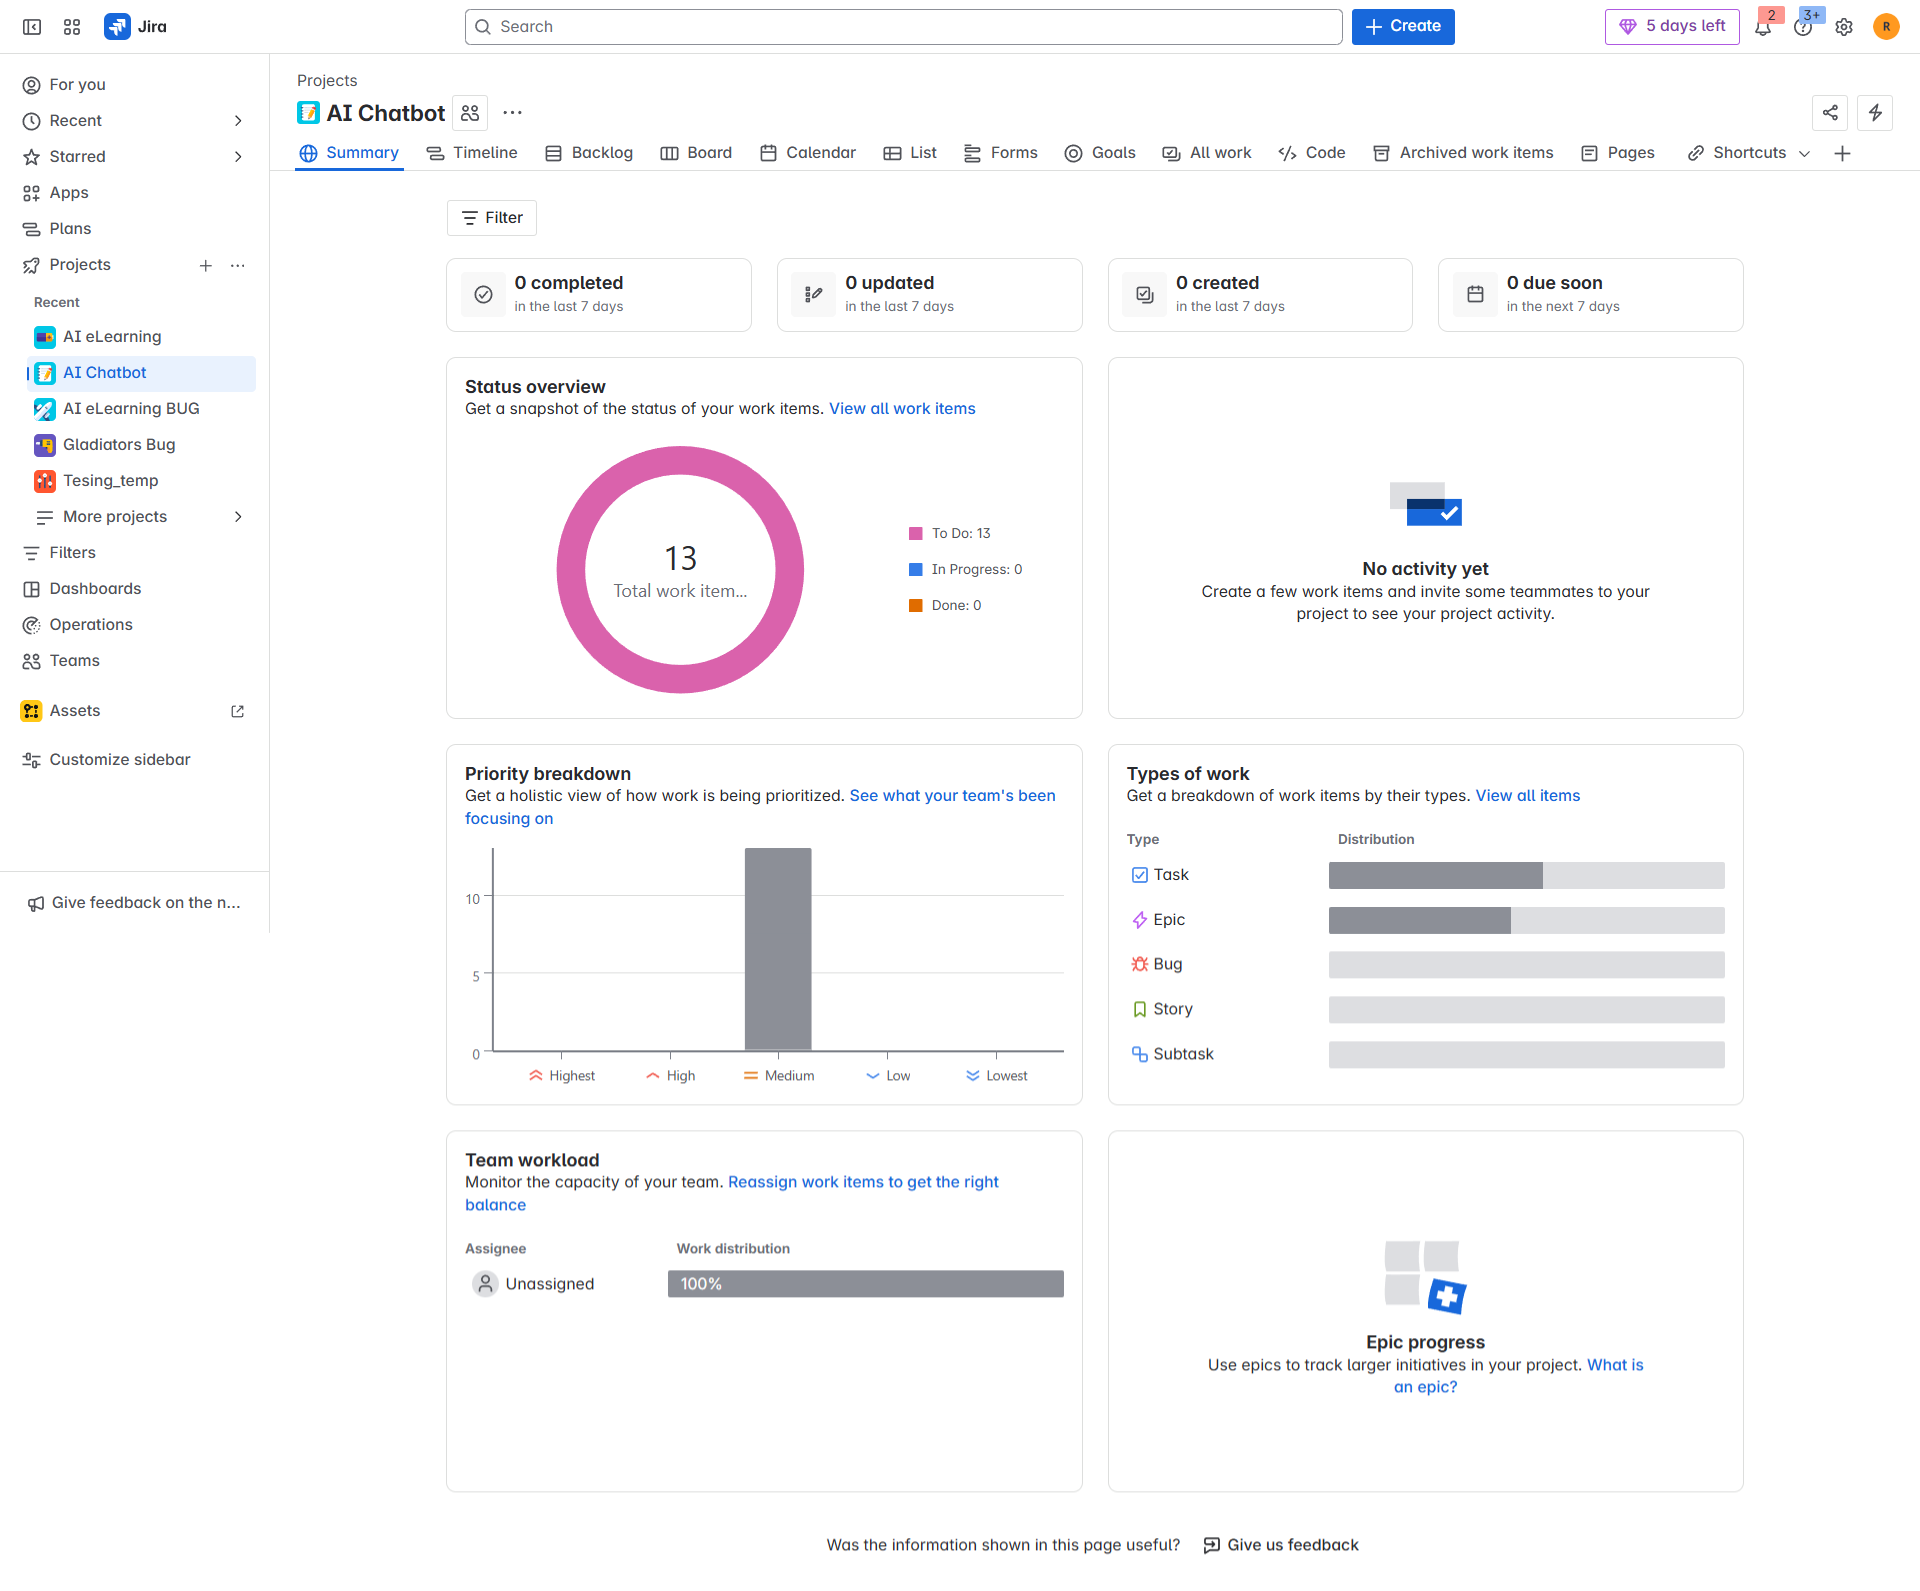 Jira
Search
Create
5 days left
2
3+
R
For you
Recent
Starred
Apps
Plans
Projects
Recent
AI eLearning
AI Chatbot
AI eLearning BUG
Gladiators Bug
Tesing_temp
More projects
Filters
Dashboards
Operations
Teams
Assets
Customize sidebar
Give feedback on the n...
Projects
AI Chatbot
Summary
Timeline
Backlog
Board
Calendar
List
Forms
Goals
All work
Code
Archived work items
Pages
Shortcuts
Filter
0 completed
in the last 7 days
0 updated
in the last 7 days
0 created
in the last 7 days
0 due soon
in the next 7 days
Status overview
Get a snapshot of the status of your work items. View all work items
13
Total work item...
To Do: 13
In Progress: 0
Done: 0
No activity yet
Create a few work items and invite some teammates to your
project to see your project activity.
Priority breakdown
Get a holistic view of how work is being prioritized. See what your team's been
focusing on
10
5
0
Highest
High
Medium
Low
Lowest
Types of work
Get a breakdown of work items by their types. View all items
Type
Distribution
Task
Epic
Bug
Story
Subtask
Team workload
Monitor the capacity of your team. Reassign work items to get the right
balance
Assignee
Work distribution
Unassigned
100%
Epic progress
Use epics to track larger initiatives in your project. What is
an epic?
Was the information shown in this page useful?
Give us feedback